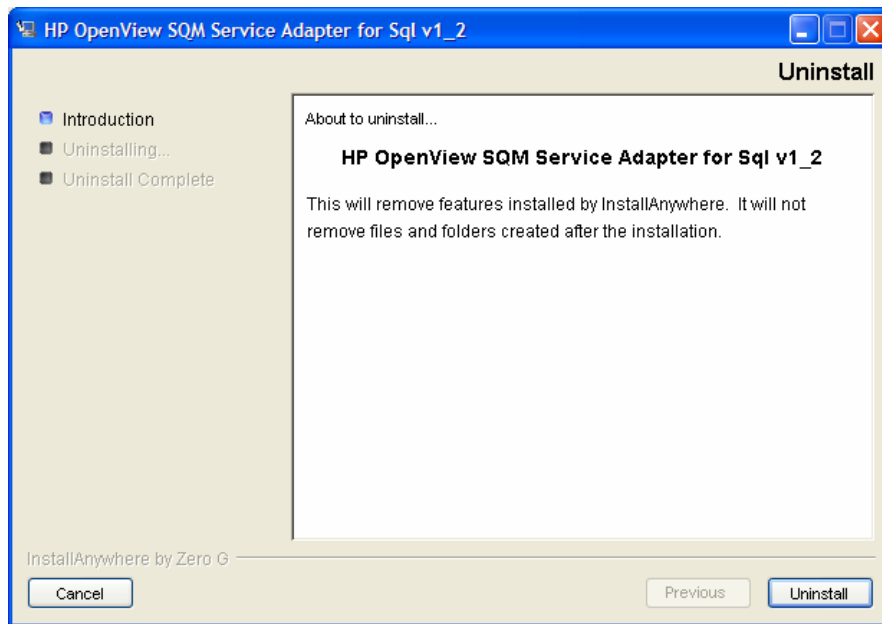 HP OpenView SQM Service Adapter for Sql v1_2
Uninstall
Introduction
Uninstalling...
Uninstall Complete
About to uninstall...
HP OpenView SQM Service Adapter for Sql v1_2
This will remove features installed by InstallAnywhere.  It will not
remove files and folders created after the installation.
InstallAnywhere by Zero G
Cancel
Previous
Uninstall